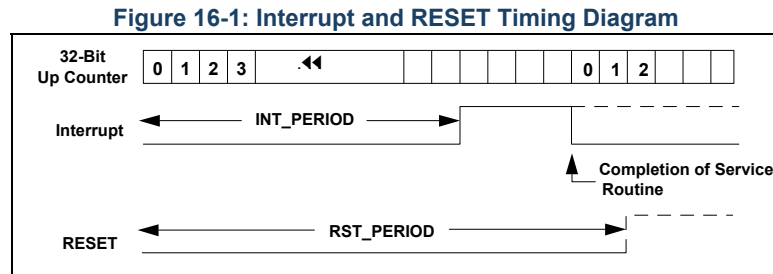 Figure 16-1: Interrupt and RESET Timing Diagram
32-Bit
Up Counter
0 1 2 3 0 1 2
Interrupt
INT_PERIOD
Completion of Service
Routine
RESET
RST_PERIOD